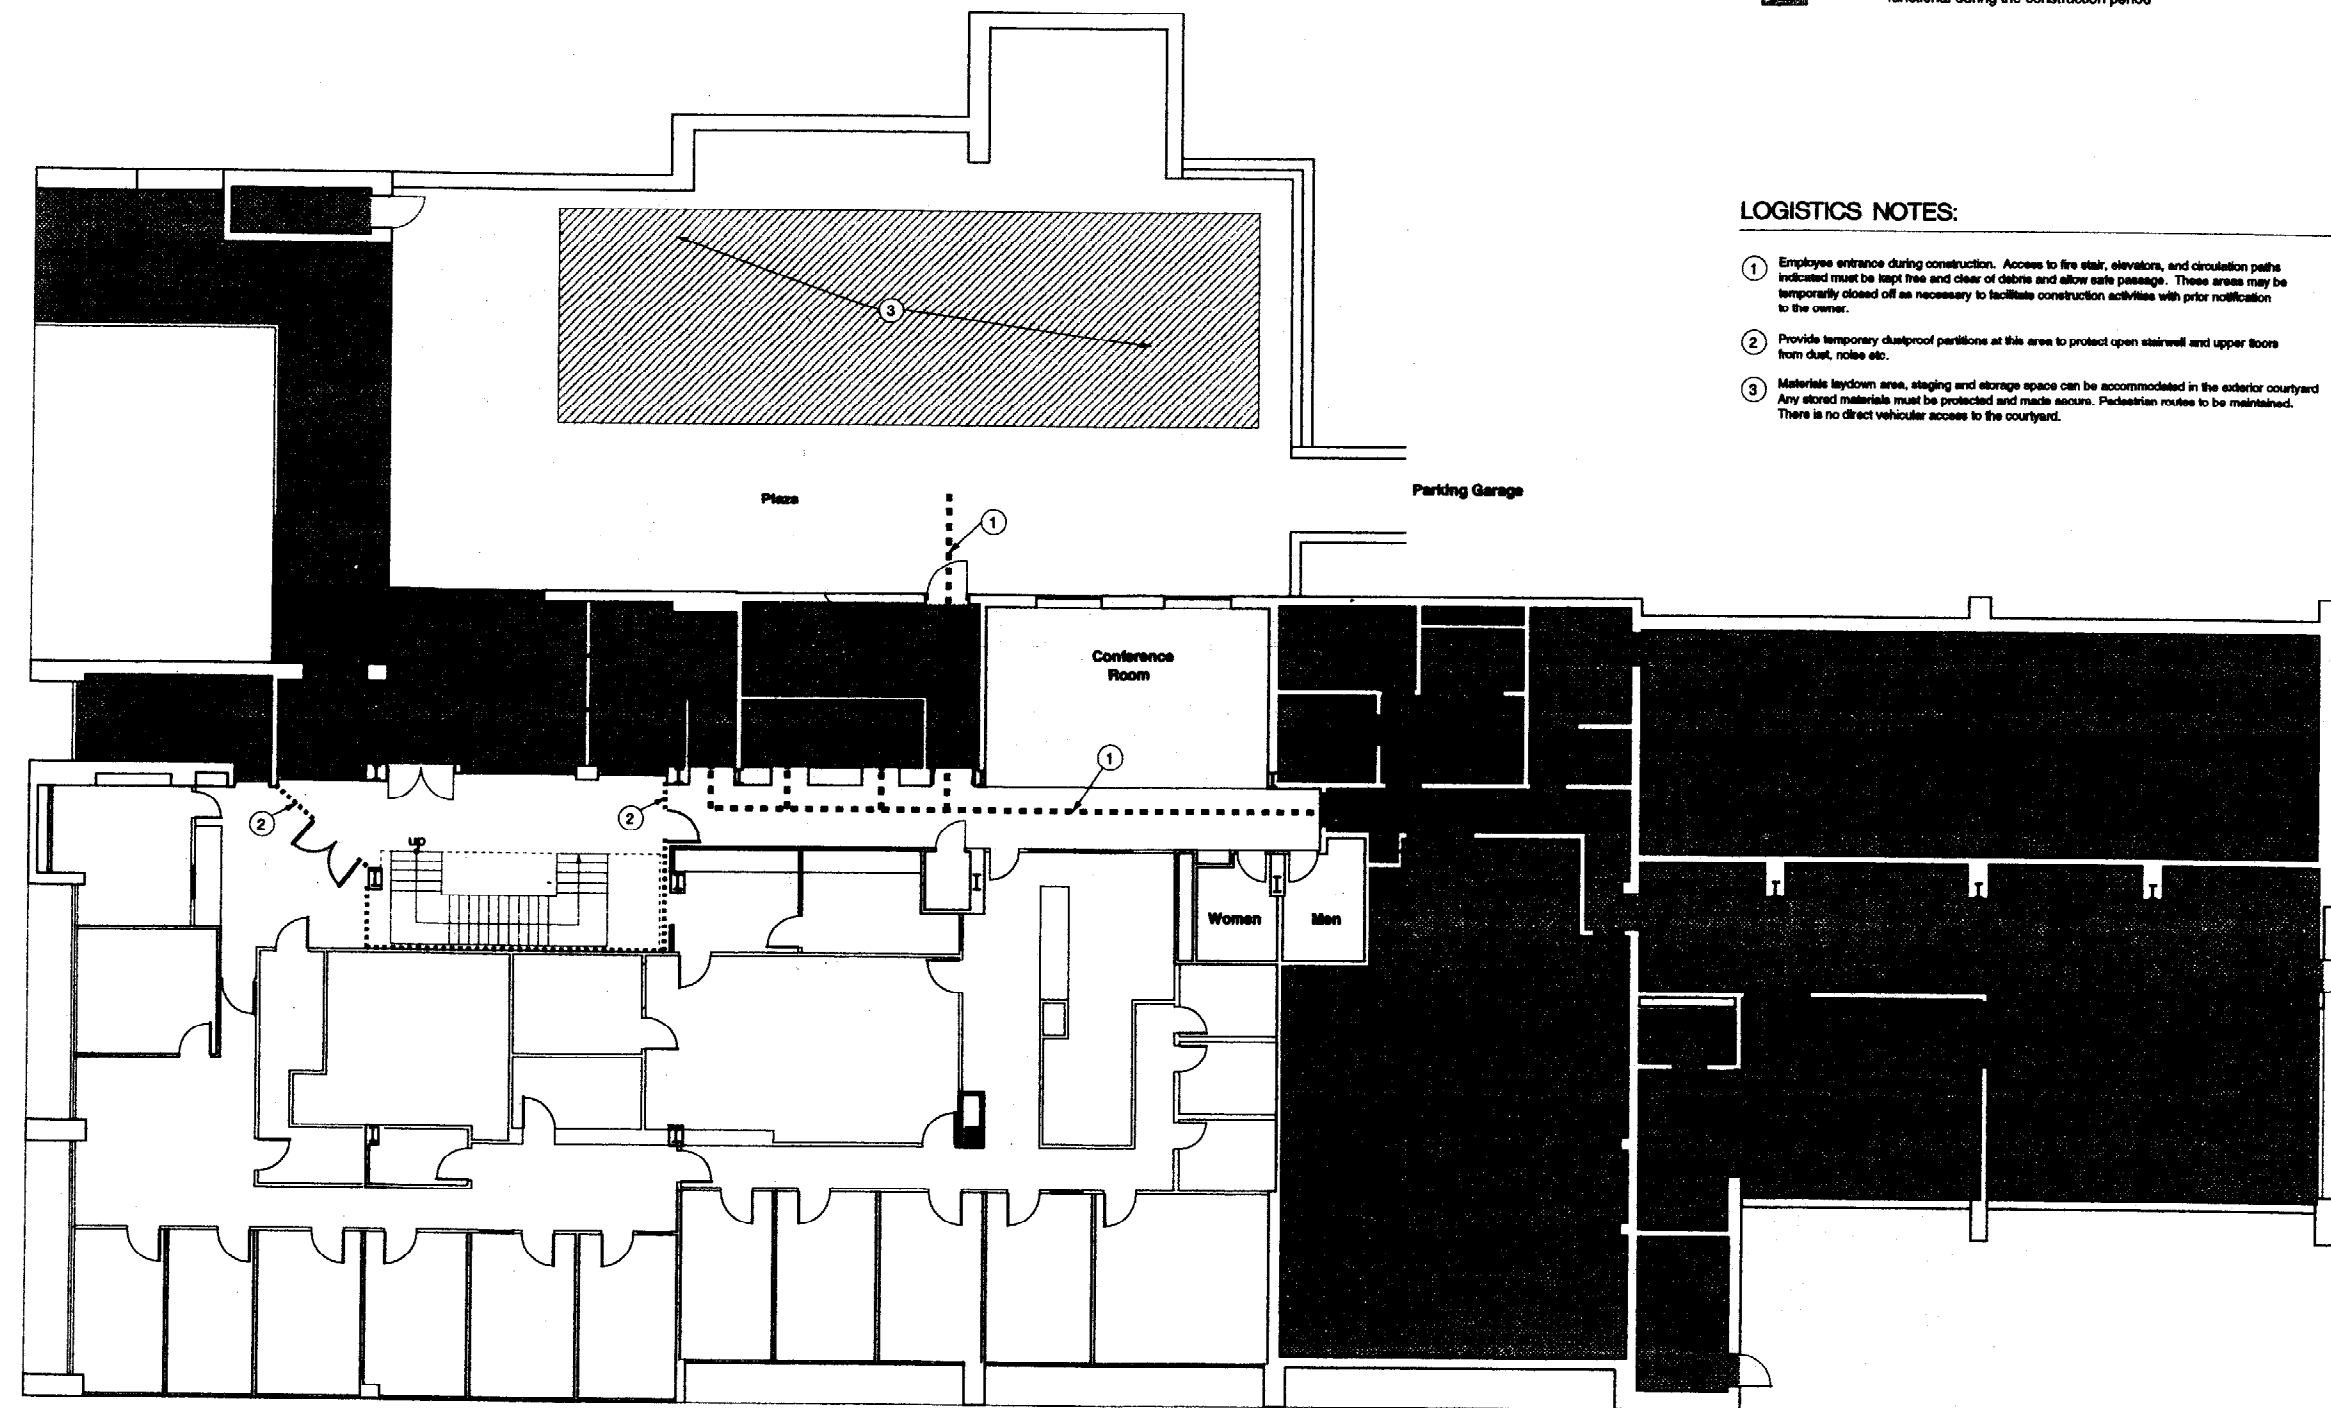 functional during the construction period
LOGISTICS NOTES:
1 Employee entrance during construction. Access to fire stair, elevators, and circulation paths
indicated must be kept free and clear of debris and allow safe passage. These areas may be
temporarily closed off as necessary to facilitate construction activities with prior notification
to the owner.
2 Provide temporary dustproof partitions at this area to protect open stairwell and upper floors
from dust, noise etc.
3 Materials laydown area, staging and storage space can be accommodated in the exterior courtyard
Any stored materials must be protected and made secure. Pedestrian routes to be maintained.
There is no direct vehicular access to the courtyard.
3
Plaza
Parking Garage
1
Conference
Room
1
2
2
up
Women
Men